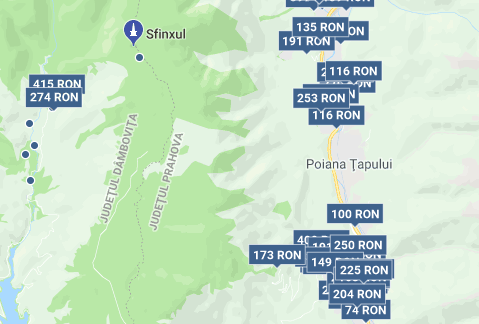 135 RON
191 RON
Sfinxul
116 RON
415 RON
274 RON
253 RON
116 RON
JUDEȚUL DÂMBOVIȚA
JUDEȚUL PRAHOVA
Poiana Țapului
100 RON
250 RON
173 RON
149
225 RON
204 RON
74 RON